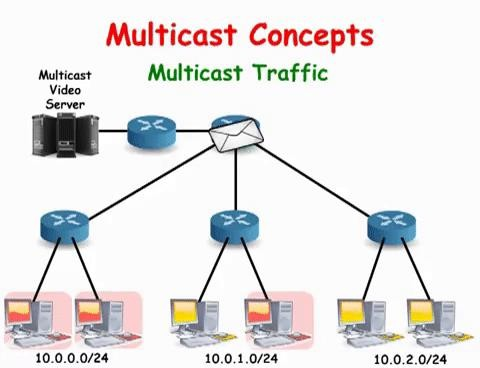 Multicast Concepts
Multicast Traffic
Multicast
Video
Server
10.0.0.0/24
10.0.1.0/24
10.0.2.0/24